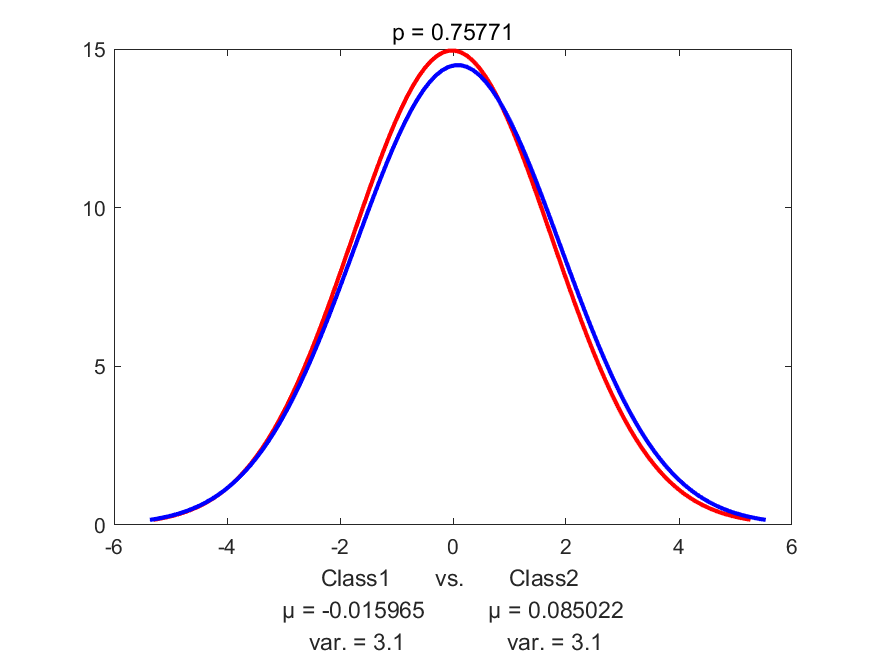 p = 0.75771
15
10
5
0
-6 -4 -2 0 2 4 6
Class1 vs. Class2
μ = -0.015965 μ = 0.085022
var. = 3.1 var. = 3.1